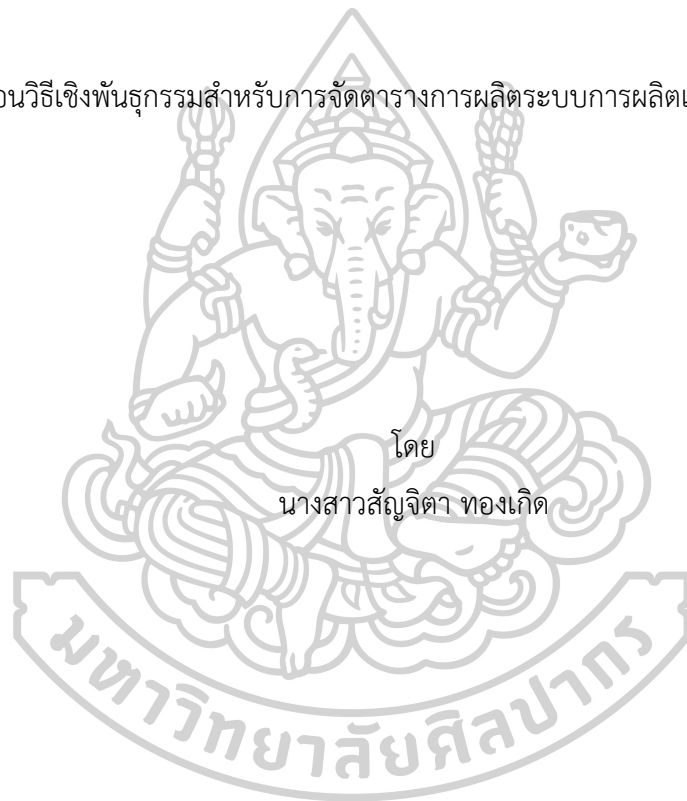 อนวิธีเชิงพันธุกรรมสำหรับการจัดตารางการผลิตระบบการผลิตแ
โดย
นางสาวสัญจิตา ทองเกิด
มหาวิทยาลัยศิลปากร